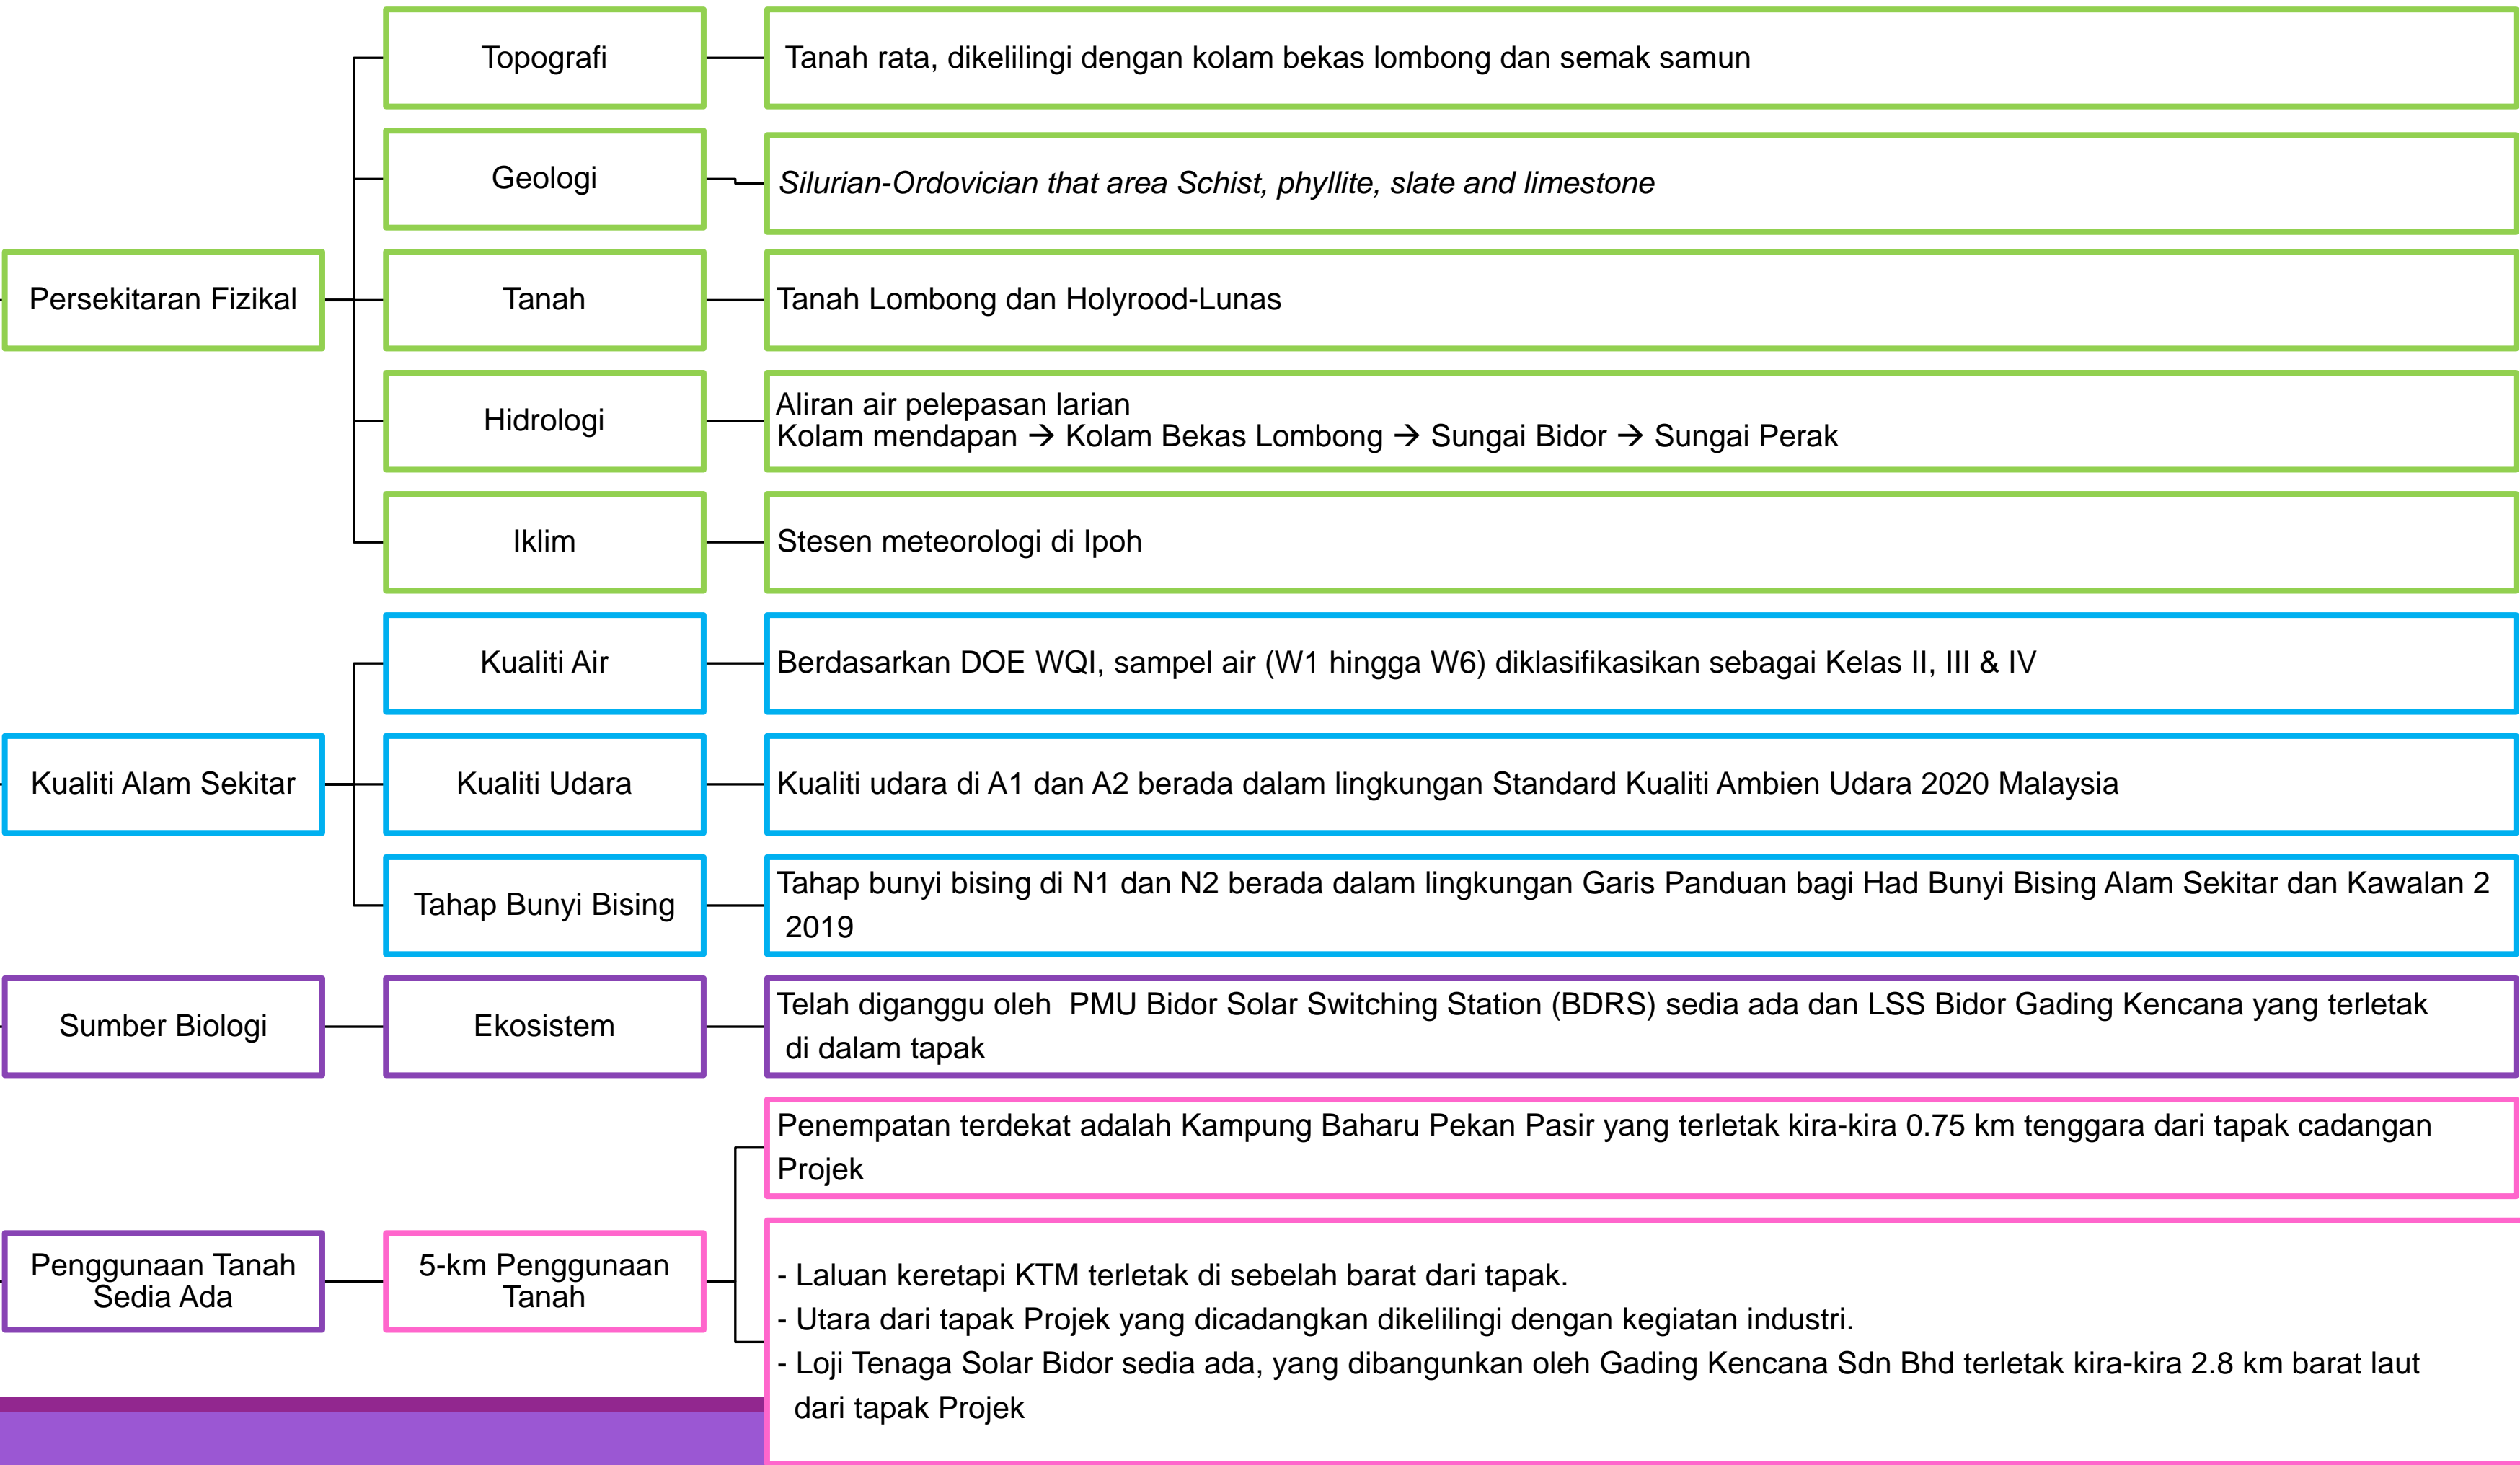 Persekitaran Fizikal
Topografi
Tanah rata, dikelilingi dengan kolam bekas lombong dan semak samun
Geologi
Silurian-Ordovician that area Schist, phyllite, slate and limestone
Tanah
Tanah Lombong dan Holyrood-Lunas
Hidrologi
Aliran air pelepasan larian
Kolam mendapan → Kolam Bekas Lombong → Sungai Bidor → Sungai Perak
Iklim
Stesen meteorologi di Ipoh
Kualiti Alam Sekitar
Kualiti Air
Berdasarkan DOE WQI, sampel air (W1 hingga W6) diklasifikasikan sebagai Kelas II, III & IV
Kualiti Udara
Kualiti udara di A1 dan A2 berada dalam lingkungan Standard Kualiti Ambien Udara 2020 Malaysia
Tahap Bunyi Bising
Tahap bunyi bising di N1 dan N2 berada dalam lingkungan Garis Panduan bagi Had Bunyi Bising Alam Sekitar dan Kawalan 2
2019
Sumber Biologi
Ekosistem
Telah diganggu oleh PMU Bidor Solar Switching Station (BDRS) sedia ada dan LSS Bidor Gading Kencana yang terletak
di dalam tapak
Penggunaan Tanah
Sedia Ada
5-km Penggunaan
Tanah
Penempatan terdekat adalah Kampung Baharu Pekan Pasir yang terletak kira-kira 0.75 km tenggara dari tapak cadangan
Projek
- Laluan keretapi KTM terletak di sebelah barat dari tapak.
- Utara dari tapak Projek yang dicadangkan dikelilingi dengan kegiatan industri.
- Loji Tenaga Solar Bidor sedia ada, yang dibangunkan oleh Gading Kencana Sdn Bhd terletak kira-kira 2.8 km barat laut
dari tapak Projek